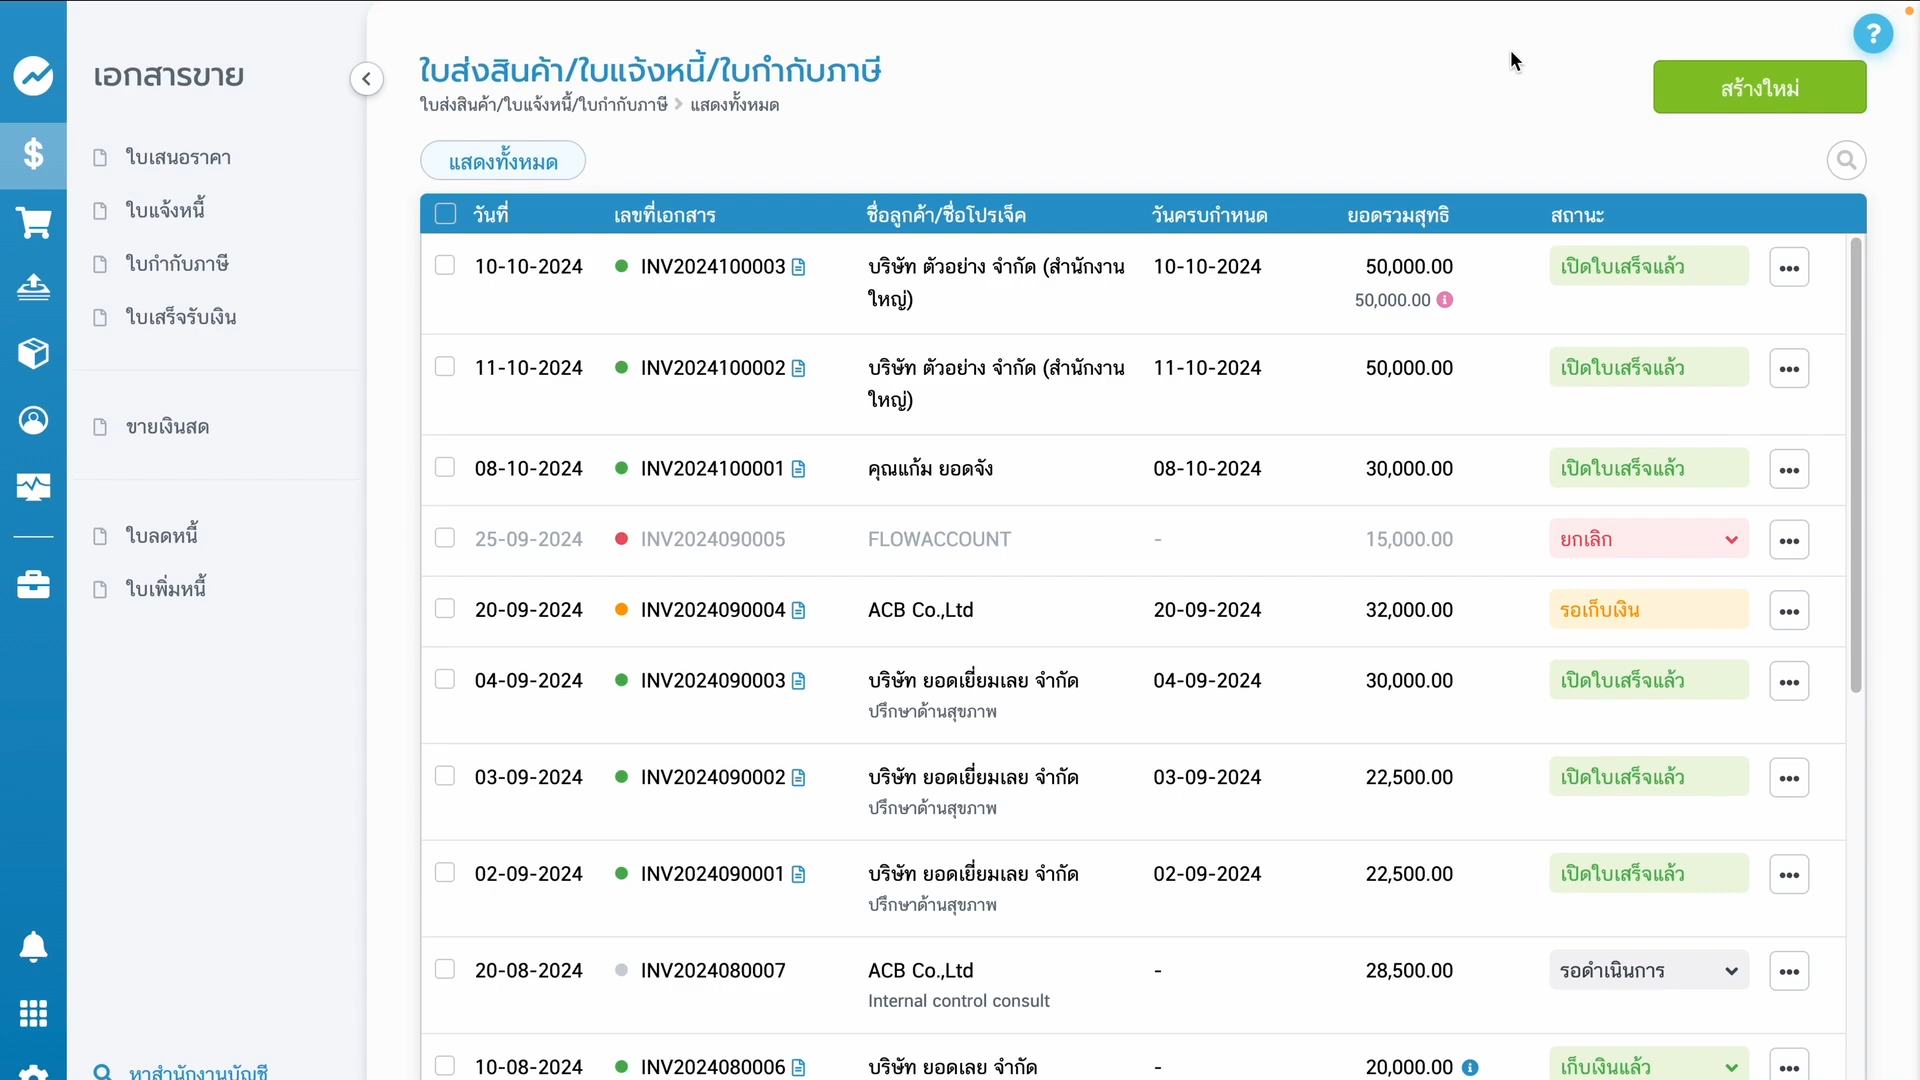 เอกสารขาย
ใบเสนอราคา
ใบแจ้งหนี้
ใบกำกับภาษี
ใบเสร็จรับเงิน
ขายเงินสด
ใบลดหนี้
ใบเพิ่มหนี้
หาสำนักงานบัญชี
ใบส่งสินค้า/ใบแจ้งหนี้/ใบกำกับภาษี
ใบส่งสินค้า/ใบแจ้งหนี้/ใบกำกับภาษี > แสดงทั้งหมด
?
สร้างใหม่
แสดงทั้งหมด
วันที่ เลขที่เอกสาร ชื่อลูกค้า/ชื่อโปรเจ็ค วันครบกำหนด ยอดรวมสุทธิ สถานะ
10-10-2024 INV2024100003 บริษัท ตัวอย่าง จำกัด (สำนักงาน 10-10-2024 50,000.00 เปิดใบเสร็จแล้ว
ใหญ่) 50,000.00
11-10-2024 INV2024100002 บริษัท ตัวอย่าง จำกัด (สำนักงาน 11-10-2024 50,000.00 เปิดใบเสร็จแล้ว
ใหญ่)
08-10-2024 INV2024100001 คุณแก้ม ยอดจัง 08-10-2024 30,000.00 เปิดใบเสร็จแล้ว
25-09-2024 INV2024090005 FLOWACCOUNT - 15,000.00 ยกเลิก
20-09-2024 INV2024090004 ACB Co.,Ltd 20-09-2024 32,000.00 รอเก็บเงิน
04-09-2024 INV2024090003 บริษัท ยอดเยี่ยมเลย จำกัด 04-09-2024 30,000.00 เปิดใบเสร็จแล้ว
ปรึกษาด้านสุขภาพ
03-09-2024 INV2024090002 บริษัท ยอดเยี่ยมเลย จำกัด 03-09-2024 22,500.00 เปิดใบเสร็จแล้ว
ปรึกษาด้านสุขภาพ
02-09-2024 INV2024090001 บริษัท ยอดเยี่ยมเลย จำกัด 02-09-2024 22,500.00 เปิดใบเสร็จแล้ว
ปรึกษาด้านสุขภาพ
20-08-2024 INV2024080007 ACB Co.,Ltd - 28,500.00 รอดำเนินการ
Internal control consult
10-08-2024 INV2024080006 บริษัท ยอดเลย จำกัด - 20,000.00 เก็บเงินแล้ว